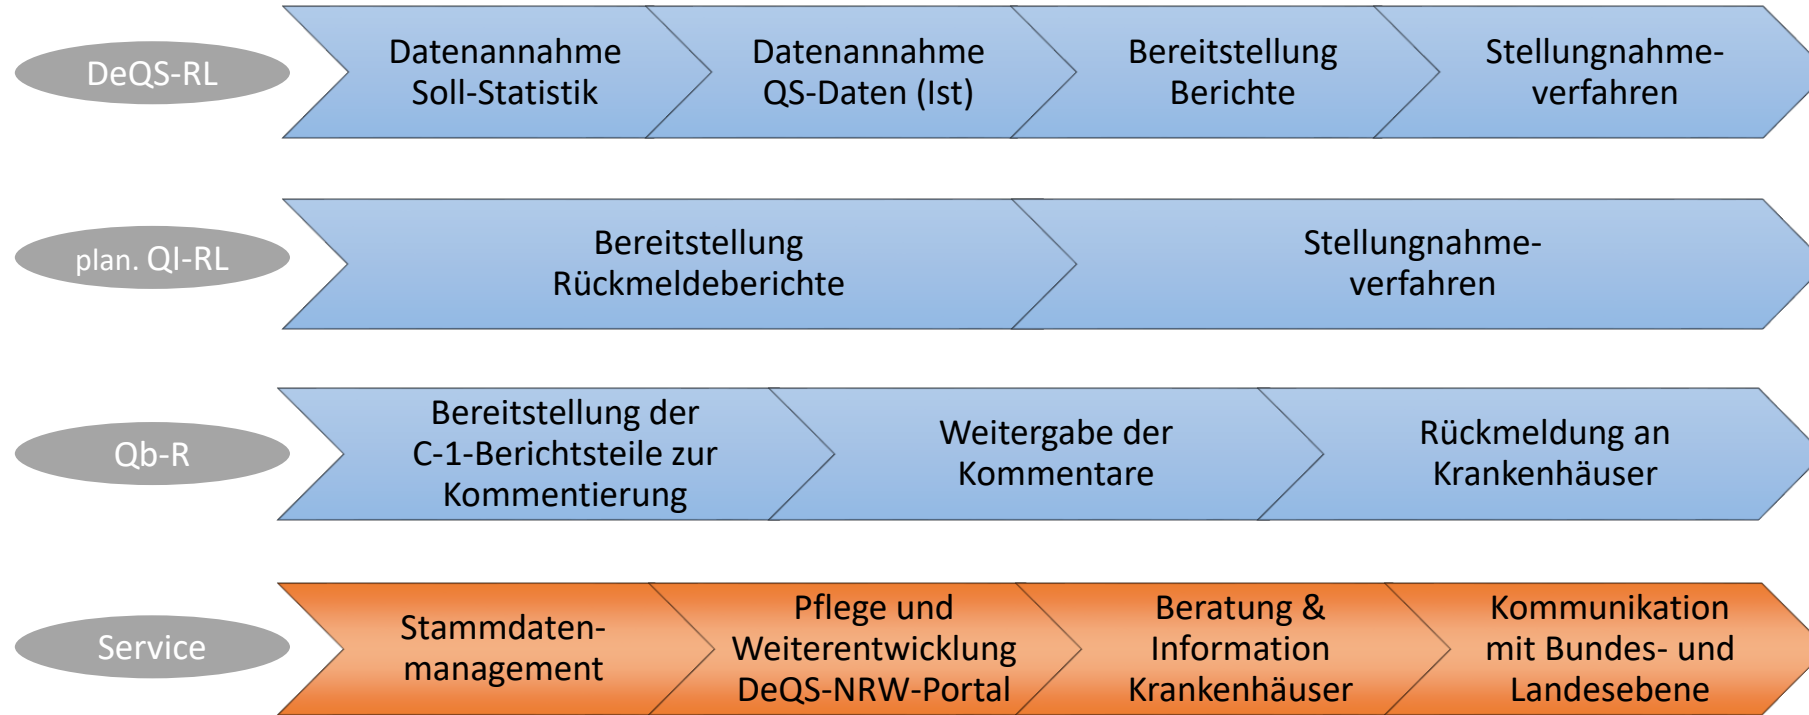 DeQS-RL
Datenannahme
Soll-Statistik
Datenannahme
QS-Daten (Ist)
Bereitstellung
Berichte
Stellungnahme-
verfahren
plan. QI-RL
Bereitstellung
Rückmeldeberichte
Stellungnahme-
verfahren
Qb-R
Bereitstellung der
C-1-Berichtsteile zur
Kommentierung
Weitergabe der
Kommentare
Rückmeldung an
Krankenhäuser
Service
Stammdaten-
management
Pflege und
Weiterentwicklung
DeQS-NRW-Portal
Beratung &
Information
Krankenhäuser
Kommunikation
mit Bundes- und
Landesebene